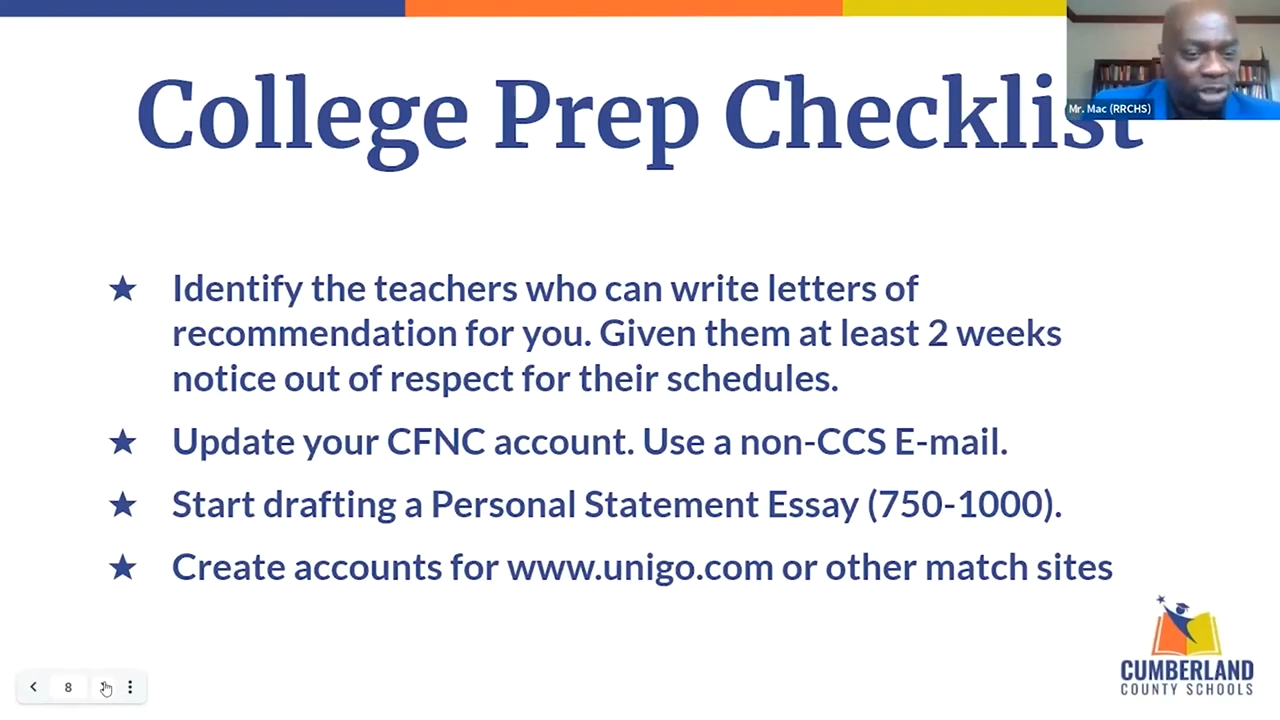 College Prep Checklist
Mr. Mac (RRCHS)
★ Identify the teachers who can write letters of
recommendation for you. Given them at least 2 weeks
notice out of respect for their schedules.
★ Update your CFNC account. Use a non-CCS E-mail.
★ Start drafting a Personal Statement Essay (750-1000).
★ Create accounts for www.unigo.com or other match sites
CUMBERLAND
COUNTY SCHOOLS
8